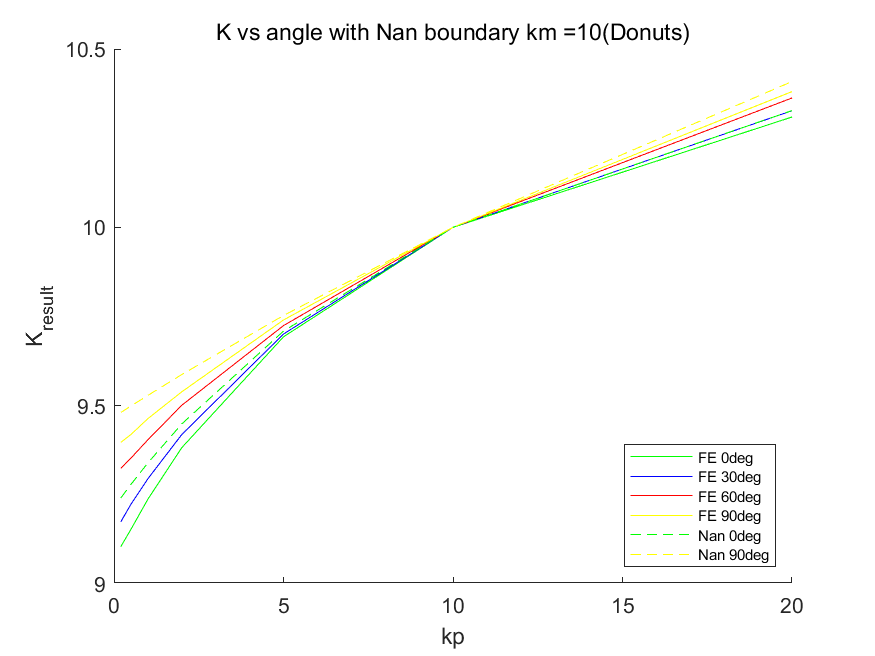 K vs angle with Nan boundary km =10(Donuts)
10.5
10
9.5
9
K_result
0
5
10
15
20
kp
FE 0deg
FE 30deg
FE 60deg
FE 90deg
Nan 0deg
Nan 90deg